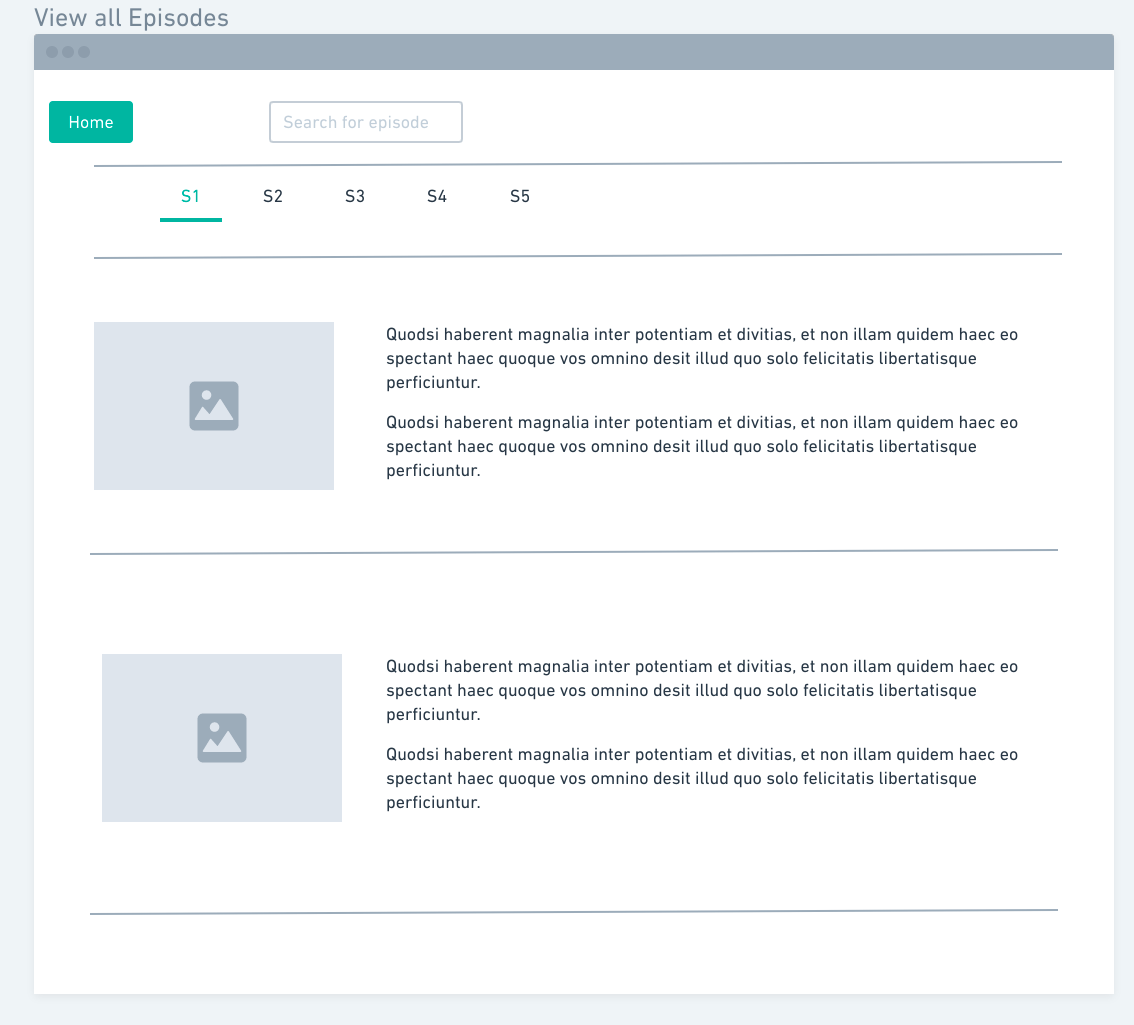 View all Episodes
Home
Search for episode
S1 S2 S3 S4 S5
Quodsi haberent magnalia inter potentiam et divitias, et non illam quidem haec eo
spectant haec quoque vos omnino desit illud quo solo felicitatis libertatisque
perficiuntur.
Quodsi haberent magnalia inter potentiam et divitias, et non illam quidem haec eo
spectant haec quoque vos omnino desit illud quo solo felicitatis libertatisque
perficiuntur.
Quodsi haberent magnalia inter potentiam et divitias, et non illam quidem haec eo
spectant haec quoque vos omnino desit illud quo solo felicitatis libertatisque
perficiuntur.
Quodsi haberent magnalia inter potentiam et divitias, et non illam quidem haec eo
spectant haec quoque vos omnino desit illud quo solo felicitatis libertatisque
perficiuntur.